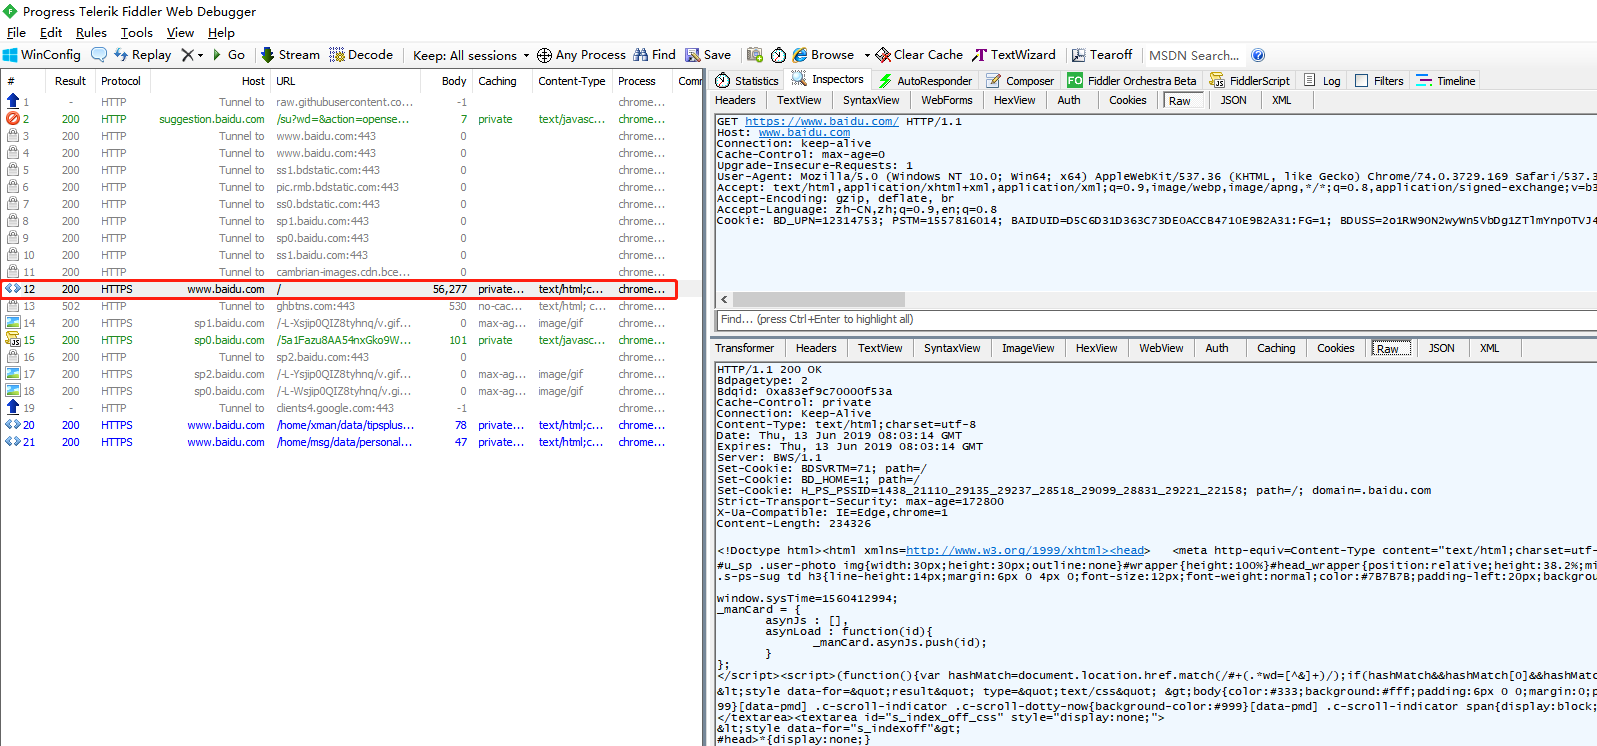 Progress Telerik Fiddler Web Debugger
File Edit Rules Tools View Help
WinConfig Replay Go Stream Decode Keep: All sessions Any Process Find Save Browse Clear Cache TextWizard Tearoff MSDN Search...
# Result Protocol Host URL Body Caching Content-Type Process Comm
1 - HTTP Tunnel to raw.githubusercontent.co... -1 chrome...
2 200 HTTP suggestion.baidu.com /su?wd=&action=opense... 7 private text/javasc... chrome...
3 200 HTTP Tunnel to www.baidu.com:443 0 chrome...
4 200 HTTP Tunnel to www.baidu.com:443 0 chrome...
5 200 HTTP Tunnel to ss1.bdstatic.com:443 0 chrome...
6 200 HTTP Tunnel to pic.rmb.bdstatic.com:443 0 chrome...
7 200 HTTP Tunnel to ss0.bdstatic.com:443 0 chrome...
8 200 HTTP Tunnel to sp1.baidu.com:443 0 chrome...
9 200 HTTP Tunnel to sp0.baidu.com:443 0 chrome...
10 200 HTTP Tunnel to ss1.baidu.com:443 0 chrome...
11 200 HTTP Tunnel to cambrian-images.cdn.bce... 0 chrome...
12 200 HTTPS www.baidu.com / 56,277 private... text/html;c... chrome...
13 502 HTTP Tunnel to ghbtns.com:443 530 no-cac... text/html; c... chrome...
14 200 HTTPS sp1.baidu.com /-L-Xsjip0QIZ8tyhnq/v.gif... 0 max-ag... image/gif chrome...
15 200 HTTPS sp0.baidu.com /5a1Fazu8AA54nxGko9W... 101 private text/javasc... chrome...
16 200 HTTP Tunnel to sp2.baidu.com:443 0 chrome...
17 200 HTTPS sp2.baidu.com /-L-Ysjip0QIZ8tyhnq/v.gif... 0 max-ag... image/gif chrome...
18 200 HTTPS sp0.baidu.com /-L-Wsjip0QIZ8tyhnq/v.gi... 0 max-ag... image/gif chrome...
19 - HTTP Tunnel to clients4.google.com:443 -1 chrome...
20 200 HTTPS www.baidu.com /home/xman/data/tipsplus... 78 private... text/html;c... chrome...
21 200 HTTPS www.baidu.com /home/msg/data/personal... 47 private... text/html;c... chrome...
Statistics Inspectors AutoResponder Composer FO Fiddler Orchestra Beta FiddlerScript Log Filters Timeline
Headers TextView SyntaxView WebForms HexView Auth Cookies Raw JSON XML
GET https://www.baidu.com/ HTTP/1.1
Host: www.baidu.com
Connection: keep-alive
Cache-Control: max-age=0
Upgrade-Insecure-Requests: 1
User-Agent: Mozilla/5.0 (Windows NT 10.0; Win64; x64) AppleWebKit/537.36 (KHTML, like Gecko) Chrome/74.0.3729.169 Safari/537.3
Accept: text/html,application/xhtml+xml,application/xml;q=0.9,image/webp,image/apng,*/*;q=0.8,application/signed-exchange;v=b3
Accept-Encoding: gzip, deflate, br
Accept-Language: zh-CN,zh;q=0.9,en;q=0.8
Cookie: BD_UPN=12314753; PSTM=1557816014; BAIDUID=D5C6D31D363C73DE0ACCB4710E9B2A31:FG=1; BDUSS=2o1RW9ON2wyWn5VbDg1ZTlmYnpOTVJ4
Find... (press Ctrl+Enter to highlight all)
Transformer Headers TextView SyntaxView ImageView HexView WebView Auth Caching Cookies Raw JSON XML
HTTP/1.1 200 OK
Bdpagetype: 2
Bdqid: 0xa83ef9c70000f53a
Cache-Control: private
Connection: Keep-Alive
Content-Type: text/html;charset=utf-8
Date: Thu, 13 Jun 2019 08:03:14 GMT
Expires: Thu, 13 Jun 2019 08:03:14 GMT
Server: BWS/1.1
Set-Cookie: BDSVRTM=71; path=/
Set-Cookie: BD_HOME=1; path=/
Set-Cookie: H_PS_PSSID=1438_21110_29135_29237_28518_29099_28831_29221_22158; path=/; domain=.baidu.com
Strict-Transport-Security: max-age=172800
X-Ua-Compatible: IE=Edge,chrome=1
Content-Length: 234326
<!Doctype html><html xmlns=http://www.w3.org/1999/xhtml><head> <meta http-equiv=Content-Type content="text/html;charset=utf-
#u_sp .user-photo img{width:30px;height:30px;outline:none}#wrapper{height:100%}#head_wrapper{position:relative;height:38.2%;mi
.s-ps-sug td h3{line-height:14px;margin:6px 0 4px 0;font-size:12px;font-weight:normal;color:#7B7B7B;padding-left:20px;backgrou
window.sysTime=1560412994;
_manCard = {
asynJs : [],
asynLoad : function(id){
_manCard.asynJs.push(id);
}
};
</script><script>(function(){var hashMatch=document.location.href.match(/#+(.*wd=[^&]+)/);if(hashMatch&&hashMatch[0]&&hashMatc
&lt;style data-for=&quot;result&quot; type=&quot;text/css&quot; &gt;body{color:#333;background:#fff;padding:6px 0 0;margin:0;p
99}[data-pmd] .c-scroll-indicator .c-scroll-dotty-now{background-color:#999}[data-pmd] .c-scroll-indicator span{display:block;
</textarea><textarea id="s_index_off_css" style="display:none;">
&lt;style data-for="s_indexoff"&gt;
#head>*{display:none;}